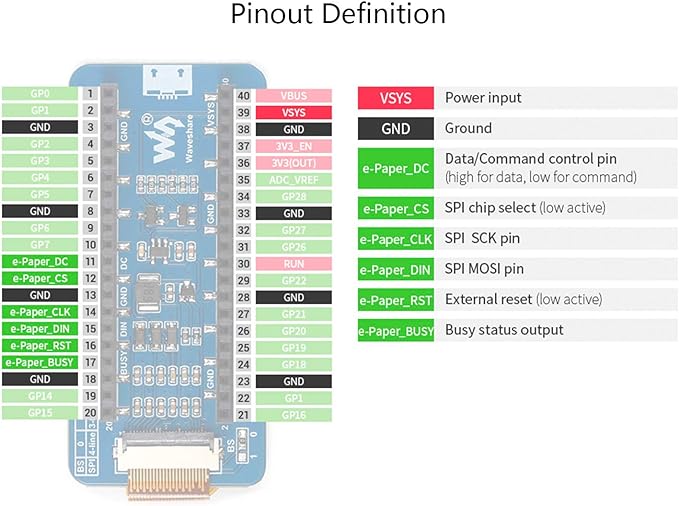 Pinout Definition
GP0 1
GP1 2
GND 3
GP2 4
GP3 5
GP4 6
GP5 7
GND 8
GP6 9
GP7 10
e-Paper_DC 11
e-Paper_CS 12
GND 13
e-Paper_CLK 14
e-Paper_DIN 15
e-Paper_RST 16
e-Paper_BUSY 17
GND 18
GP14 19
GP15 20
40 VBUS
39 VSYS
38 GND
37 3V3_EN
36 3V3(OUT)
35 ADC_VREF
34 GP28
33 GND
32 GP27
31 GP26
30 RUN
29 GP22
28 GND
27 GP21
26 GP20
25 GP19
24 GP18
23 GND
22 GP1
21 GP16
Waveshare
GND
DC
GND
DIN
BUSY
VSYS
GND
GND
20
40
BS
SPI
0
4-line
BS
1
0
VSYS Power input
GND Ground
e-Paper_DC Data/Command control pin
(high for data, low for command)
e-Paper_CS SPI chip select (low active)
e-Paper_CLK SPI SCK pin
e-Paper_DIN SPI MOSI pin
e-Paper_RST External reset (low active)
e-Paper_BUSY Busy status output